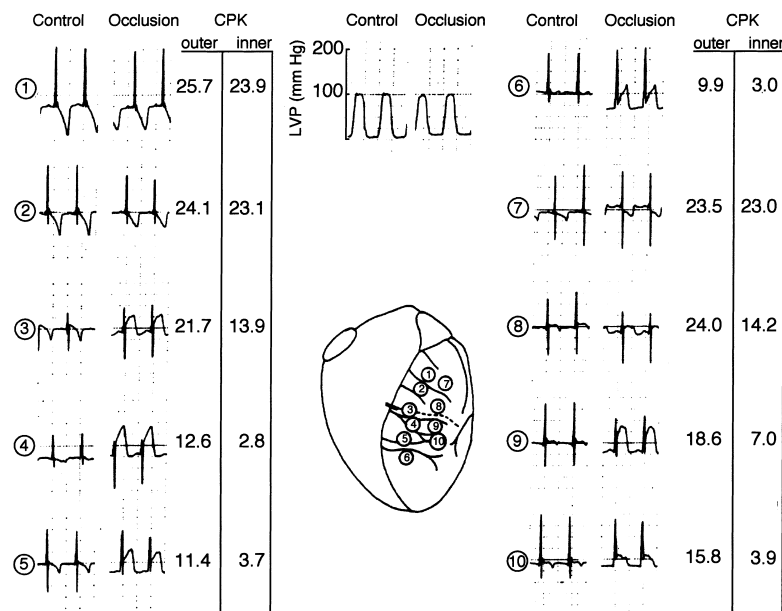 Control Occlusion CPK
outer inner
① 25.7 23.9
② 24.1 23.1
③ 21.7 13.9
④ 12.6 2.8
⑤ 11.4 3.7
Control Occlusion
LVP (mm Hg)
200
100
0
① ⑦
②
③ ⑧
④ ⑨
⑤ ⑩
⑥
Control Occlusion CPK
outer inner
⑥ 9.9 3.0
⑦ 23.5 23.0
⑧ 24.0 14.2
⑨ 18.6 7.0
⑩ 15.8 3.9